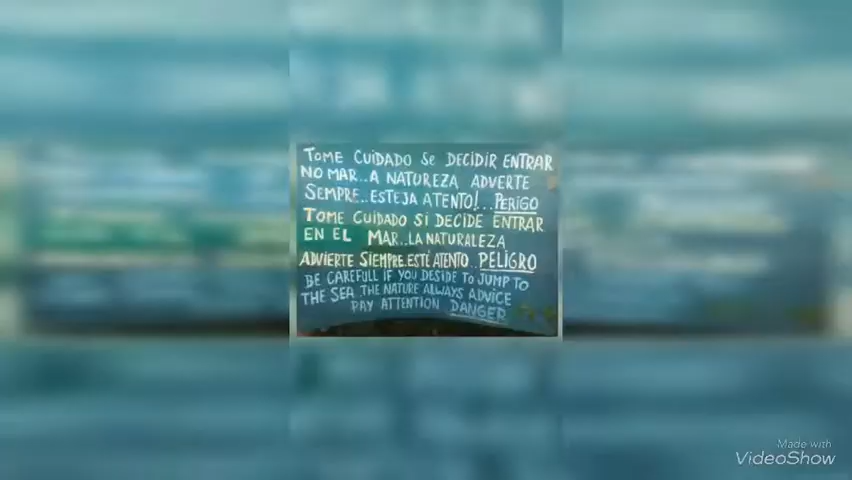 TOME CUIDADO Se DECIDIR ENTRAR
NO MAR..A NATUREZA ADVERTE
SEMPRE..ESTEJA ATENTO!...PERIGO
TOME CUIDADO SI DECIDE ENTRAR
EN EL MAR..LA NATURALEZA
ADVIERTE SIEMPRE.ESTÉ ATENTO..PELÍGRO
BE CAREFULL IF YOU DESIDE TO JUMP TO
THE SEA THE NATURE ALWAYS ADVICE
PAY ATTENTION DANGER
Made with
VideoShow